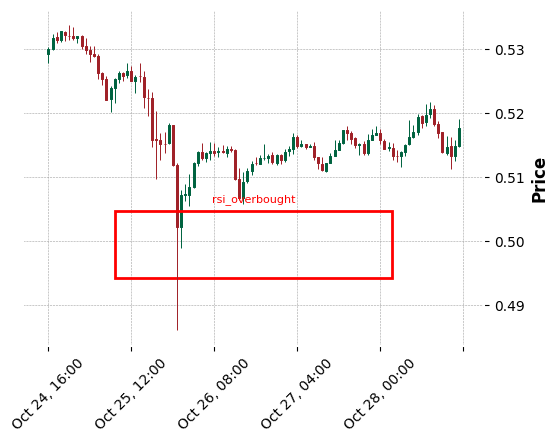 0.53
0.52
0.51
0.50
0.49
Price
rsi_overbought
Oct 24, 16:00
Oct 25, 12:00
Oct 26, 08:00
Oct 27, 04:00
Oct 28, 00:00